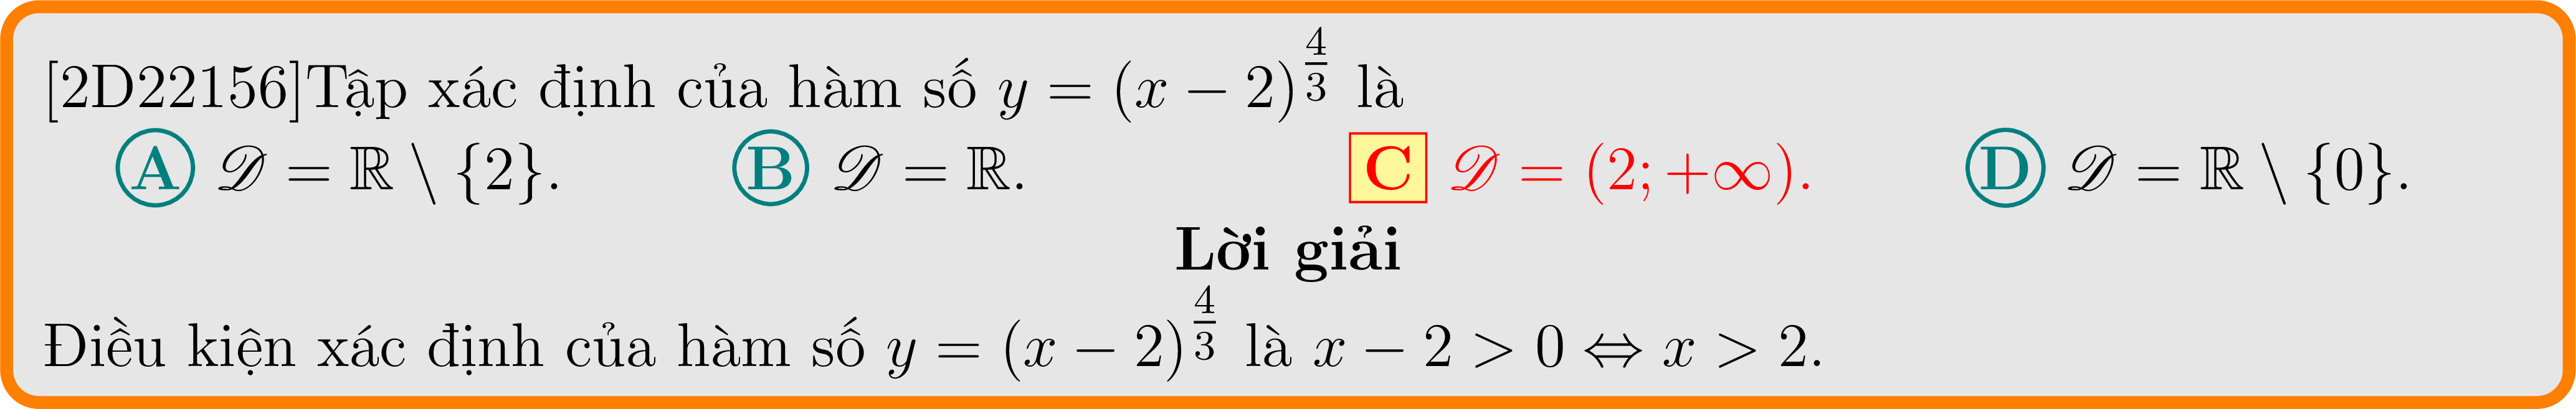 [2D22156]Tập xác định của hàm số $y = (x - 2)^{\frac{4}{3}}$ là
A $\mathscr{D} = \mathbb{R} \setminus \{2\}$. B $\mathscr{D} = \mathbb{R}$. C $\mathscr{D} = (2; +\infty)$. D $\mathscr{D} = \mathbb{R} \setminus \{0\}$.
Lời giải
Điều kiện xác định của hàm số $y = (x - 2)^{\frac{4}{3}}$ là $x - 2 > 0 \Leftrightarrow x > 2$.